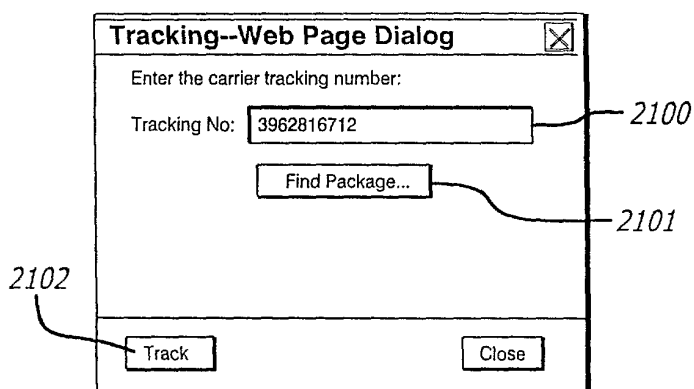 Tracking--Web Page Dialog
Enter the carrier tracking number:
Tracking No: 3962816712
2100
Find Package...
2101
2102
Track Close